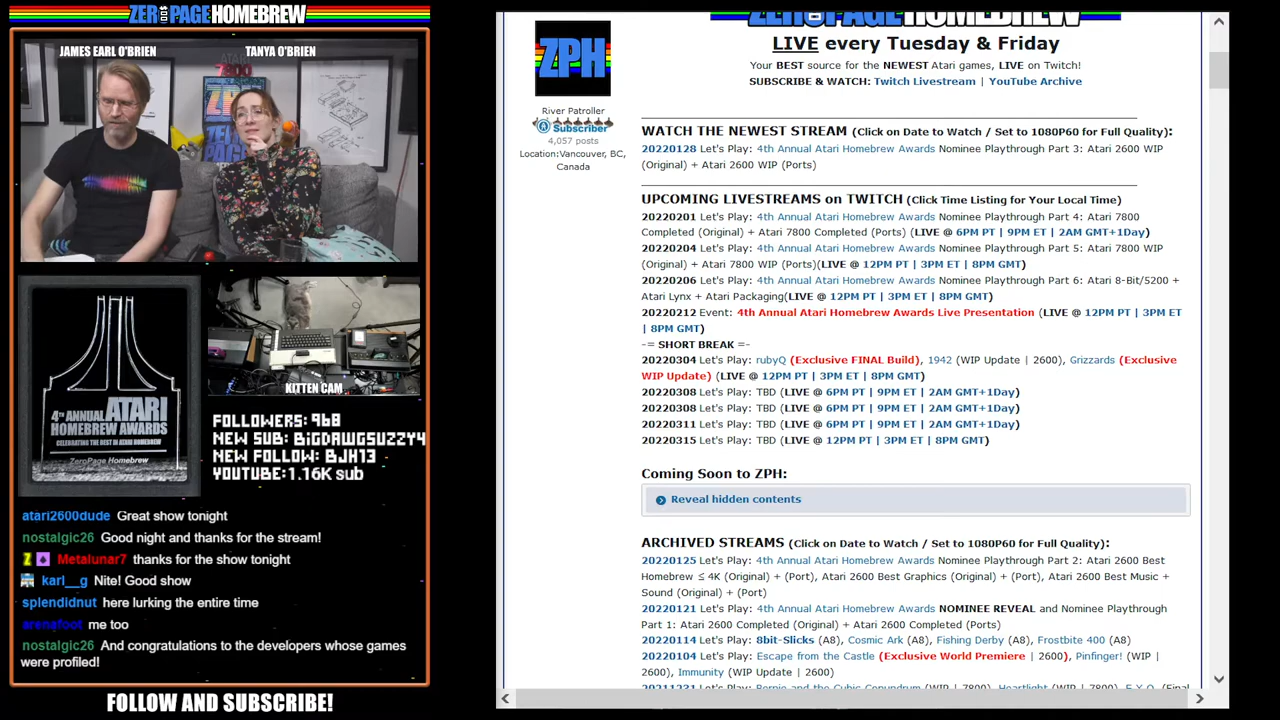 ZEROPAGE HOMEBREW
JAMES EARL O'BRIEN
TANYA O'BRIEN
4TH ANNUAL ATARI
HOMEBREW AWARDS
CELEBRATING THE BEST IN ATARI HOMEBREW
ZeroPage Homebrew
KITTEN CAM
FOLLOWERS: 968
NEW SUB: BIGDAWGSUZZY4
NEW FOLLOW: BJH13
YOUTUBE: 1.16K sub
atari2600dude Great show tonight
nostalgic26 Good night and thanks for the stream!
Metalunar7 thanks for the show tonight
karl__g Nite! Good show
splendidnut here lurking the entire time
arenafoot me too
nostalgic26 And congratulations to the developers whose games
were profiled!
FOLLOW AND SUBSCRIBE!
ZPH
River Patroller
Subscriber
4,057 posts
Location:Vancouver, BC,
Canada
ZEROPAGE HOMEBREW
LIVE every Tuesday & Friday
Your BEST source for the NEWEST Atari games, LIVE on Twitch!
SUBSCRIBE & WATCH: Twitch Livestream | YouTube Archive
WATCH THE NEWEST STREAM (Click on Date to Watch / Set to 1080P60 for Full Quality):
20220128 Let's Play: 4th Annual Atari Homebrew Awards Nominee Playthrough Part 3: Atari 2600 WIP
(Original) + Atari 2600 WIP (Ports)
UPCOMING LIVESTREAMS on TWITCH (Click Time Listing for Your Local Time)
20220201 Let's Play: 4th Annual Atari Homebrew Awards Nominee Playthrough Part 4: Atari 7800
Completed (Original) + Atari 7800 Completed (Ports) (LIVE @ 6PM PT | 9PM ET | 2AM GMT+1Day)
20220204 Let's Play: 4th Annual Atari Homebrew Awards Nominee Playthrough Part 5: Atari 7800 WIP
(Original) + Atari 7800 WIP (Ports)(LIVE @ 12PM PT | 3PM ET | 8PM GMT)
20220206 Let's Play: 4th Annual Atari Homebrew Awards Nominee Playthrough Part 6: Atari 8-Bit/5200 +
Atari Lynx + Atari Packaging(LIVE @ 12PM PT | 3PM ET | 8PM GMT)
20220212 Event: 4th Annual Atari Homebrew Awards Live Presentation (LIVE @ 12PM PT | 3PM ET
| 8PM GMT)
-= SHORT BREAK =-
20220304 Let's Play: rubyQ (Exclusive FINAL Build), 1942 (WIP Update | 2600), Grizzards (Exclusive
WIP Update) (LIVE @ 12PM PT | 3PM ET | 8PM GMT)
20220308 Let's Play: TBD (LIVE @ 6PM PT | 9PM ET | 2AM GMT+1Day)
20220308 Let's Play: TBD (LIVE @ 6PM PT | 9PM ET | 2AM GMT+1Day)
20220311 Let's Play: TBD (LIVE @ 6PM PT | 9PM ET | 2AM GMT+1Day)
20220315 Let's Play: TBD (LIVE @ 12PM PT | 3PM ET | 8PM GMT)
Coming Soon to ZPH:
Reveal hidden contents
ARCHIVED STREAMS (Click on Date to Watch / Set to 1080P60 for Full Quality):
20220125 Let's Play: 4th Annual Atari Homebrew Awards Nominee Playthrough Part 2: Atari 2600 Best
Homebrew ≤ 4K (Original) + (Port), Atari 2600 Best Graphics (Original) + (Port), Atari 2600 Best Music +
Sound (Original) + (Port)
20220121 Let's Play: 4th Annual Atari Homebrew Awards NOMINEE REVEAL and Nominee Playthrough
Part 1: Atari 2600 Completed (Original) + Atari 2600 Completed (Ports)
20220114 Let's Play: 8bit-Slicks (A8), Cosmic Ark (A8), Fishing Derby (A8), Frostbite 400 (A8)
20220104 Let's Play: Escape from the Castle (Exclusive World Premiere | 2600), Pinfinger! (WIP |
2600), Immunity (WIP Update | 2600)
20211231 Let's Play: Bernie and the Cubic Conundrum (WIP | 7800), Heartlight (WIP | 7800), E.X.O. (Final